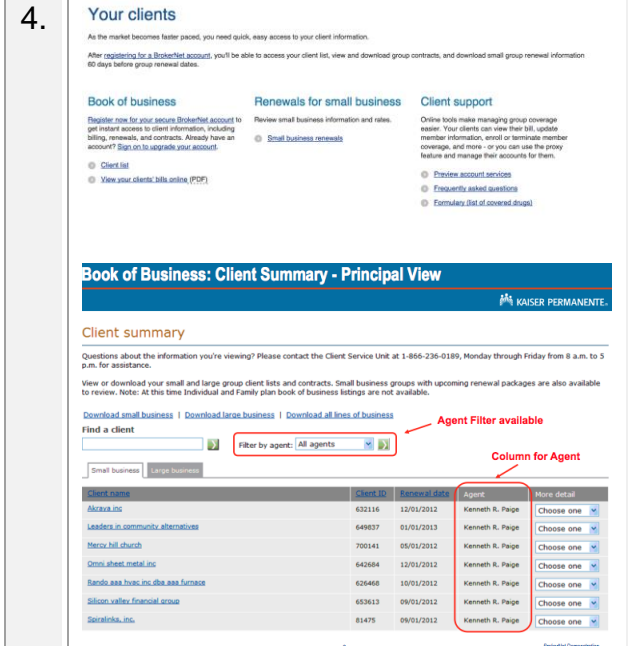 4.
Your clients
As the market becomes faster paced, you need quick, easy access to your client information.
After registering for a BrokerNet account, you'll be able to access your client list, view and download group contracts, and download small group renewal information
60 days before group renewal dates.
Book of business
Register now for your secure BrokerNet account to
get instant access to client information, including
billing, renewals, and contracts. Already have an
account? Sign on to upgrade your account.
Client list
View your clients' bills online (PDF)
Renewals for small business
Review small business information and rates.
Small business renewals
Client support
Online tools make managing group coverage
easier. Your clients can view their bill, update
member information, enroll or terminate member
coverage, and more - or you can use the proxy
feature and manage their accounts for them.
Preview account services
Frequently asked questions
Formulary (list of covered drugs)
Book of Business: Client Summary - Principal View
KAISER PERMANENTE®
Client summary
Questions about the information you're viewing? Please contact the Client Service Unit at 1-866-236-0189, Monday through Friday from 8 a.m. to 5
p.m. for assistance.
View or download your small and large group client lists and contracts. Small business groups with upcoming renewal packages are also available
to review. Note: At this time Individual and Family plan book of business listings are not available.
Download small business | Download large business | Download all lines of business
Agent Filter available
Find a client
Filter by agent: All agents
Column for Agent
Small business Large business
Client name Client ID Renewal date Agent More detail
Akraya inc 632116 12/01/2012 Kenneth R. Paige Choose one
Leaders in community alternatives 649837 01/01/2013 Kenneth R. Paige Choose one
Mercy hill church 700141 05/01/2012 Kenneth R. Paige Choose one
Omni sheet metal inc 642684 12/01/2012 Kenneth R. Paige Choose one
Rando aaa hvac inc dba aaa furnace 626468 10/01/2012 Kenneth R. Paige Choose one
Silicon valley financial group 653613 09/01/2012 Kenneth R. Paige Choose one
Spiralinks, inc. 81475 09/01/2012 Kenneth R. Paige Choose one